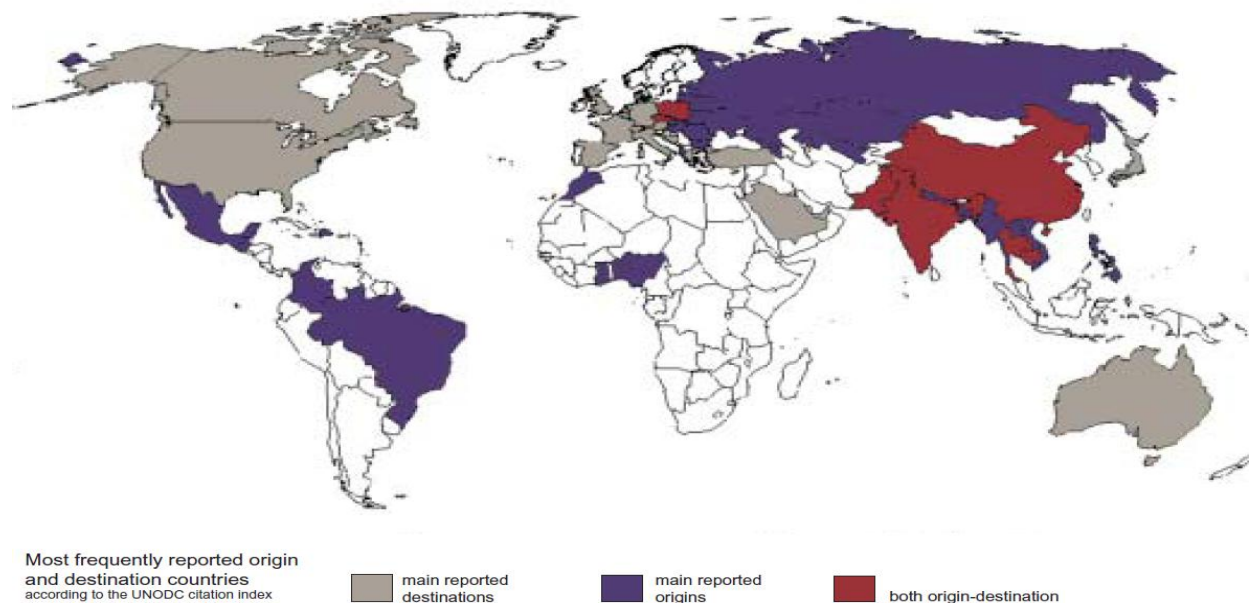 Most frequently reported origin
and destination countries
according to the UNODC citation index
main reported
destinations
main reported
origins
both origin-destination